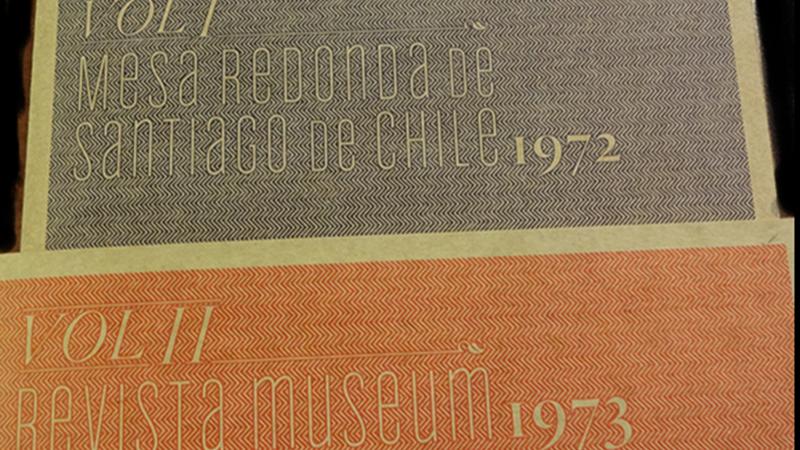 VOL I
MESA REDONDA DE
SANTIAGO DE CHILE 1972
VOL II
REVISTA MUSEUM 1973